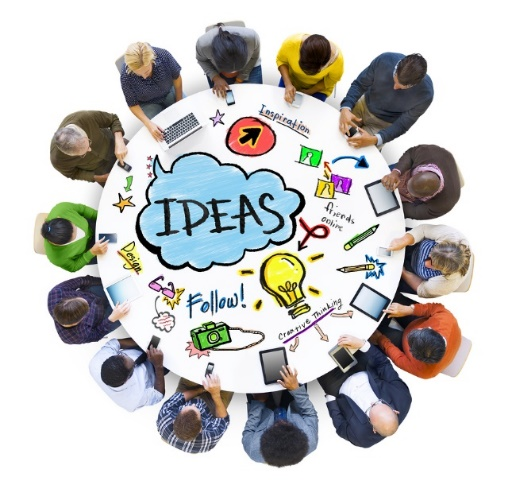 Inspiration
IDEAS
friends
online
Design
Follow!
Creative Thinking